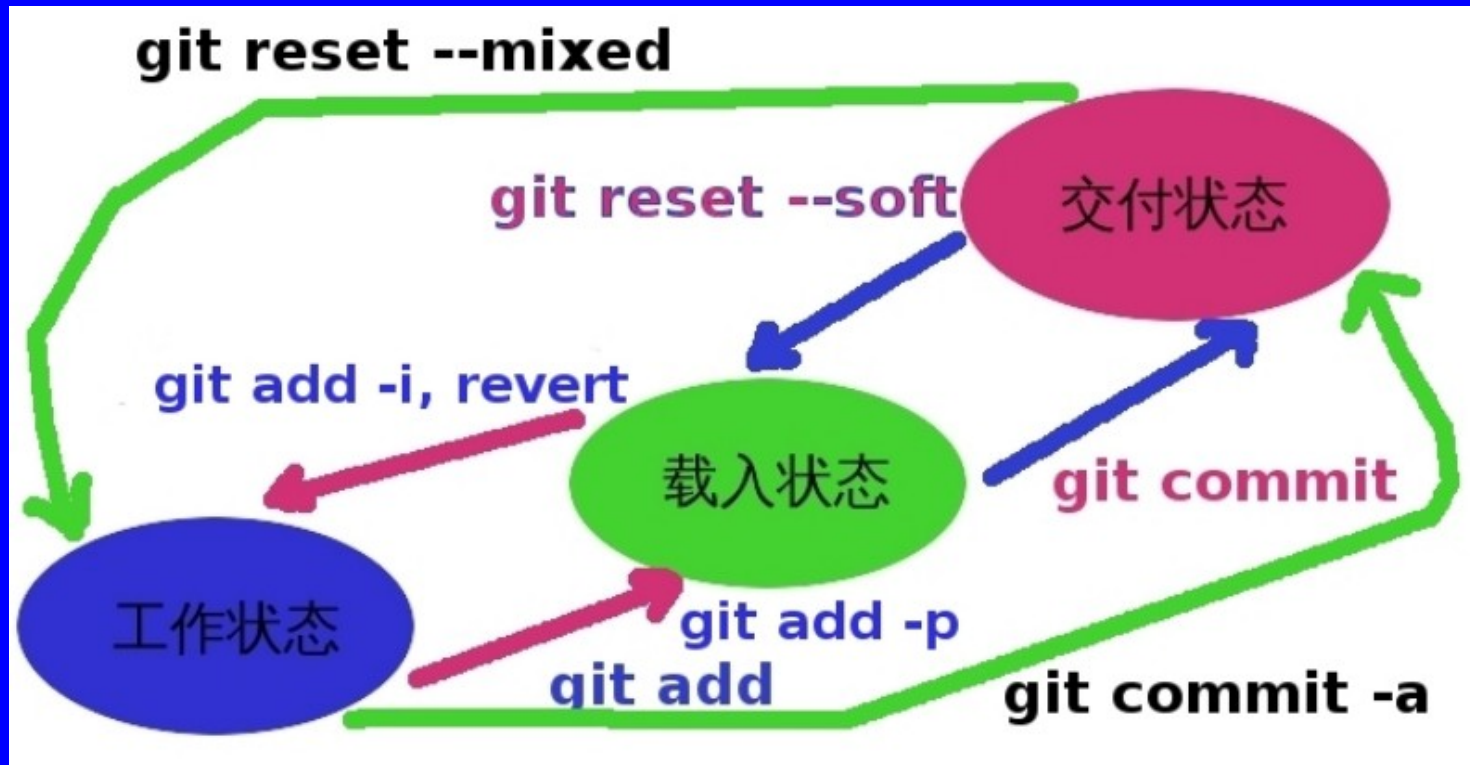 git reset --mixed
git reset --soft
交付状态
git add -i, revert
载入状态
git commit
工作状态
git add -p
git add
git commit -a